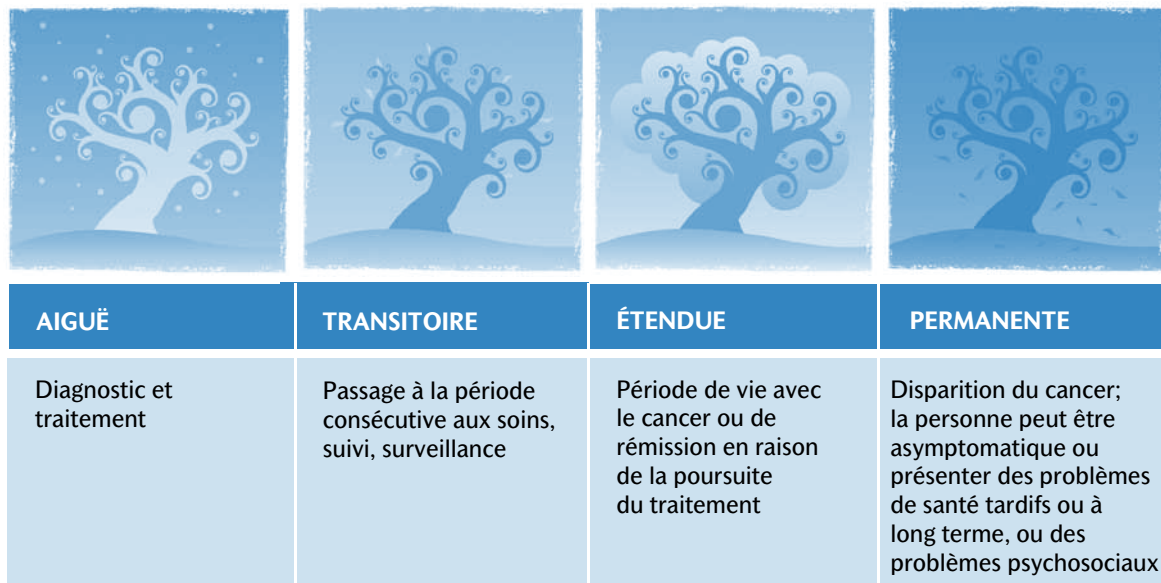 AIGUË
TRANSITOIRE
ÉTENDUE
PERMANENTE
Diagnostic et
traitement
Passage à la période
consécutive aux soins,
suivi, surveillance
Période de vie avec
le cancer ou de
rémission en raison
de la poursuite
du traitement
Disparition du cancer;
la personne peut être
asymptomatique ou
présenter des problèmes
de santé tardifs ou à
long terme, ou des
problèmes psychosociaux